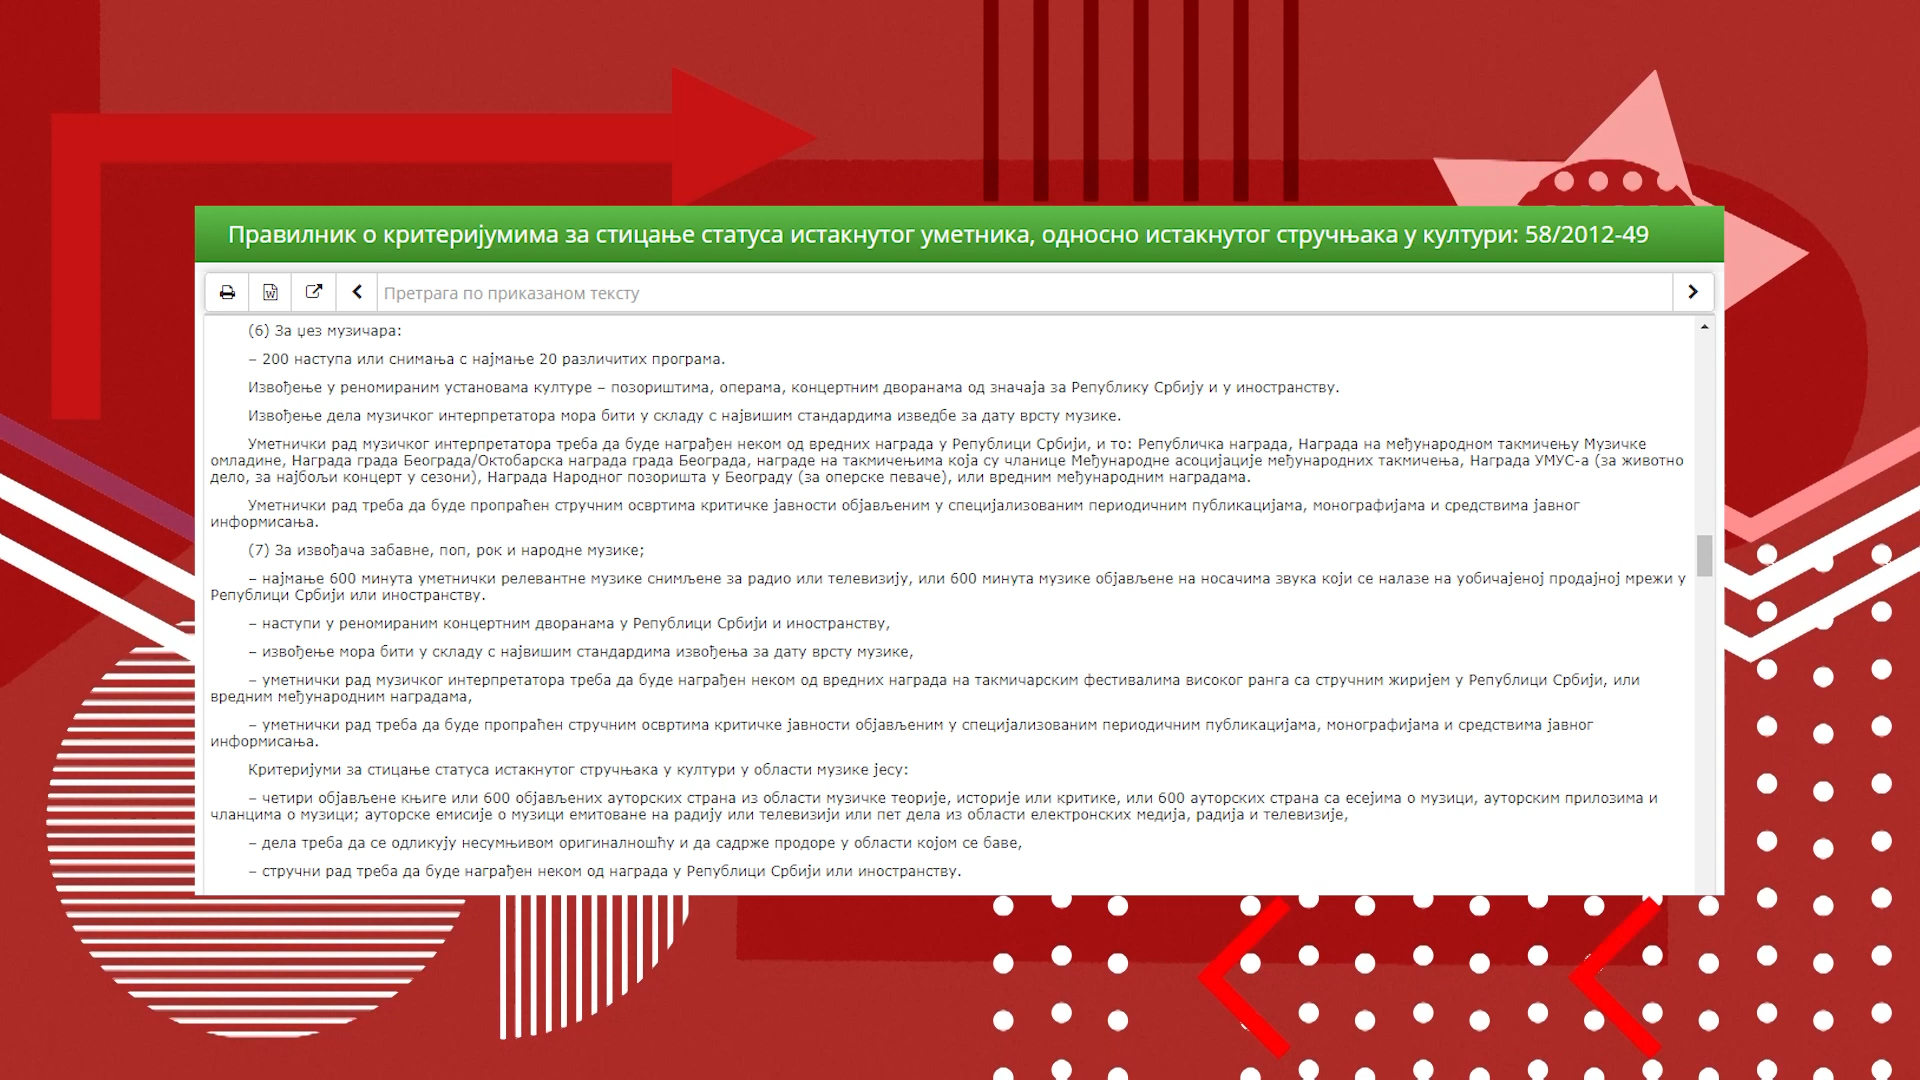 Правилник о критеријумима за стицање статуса истакнутог уметника, односно истакнутог стручњака у култури: 58/2012-49
Претрага по приказаном тексту
(6) За џез музичара:
– 200 наступа или снимања с најмање 20 различитих програма.
Извођење у реномираним установама културе – позориштима, операма, концертним дворанама од значаја за Републику Србију и у иностранству.
Извођење дела музичког интерпретатора мора бити у складу с највишим стандардима изведбе за дату врсту музике.
Уметнички рад музичког интерпретатора треба да буде награђен неком од вредних награда у Републици Србији, и то: Републичка награда, Награда на међународном такмичењу Музичке
омладине, Награда града Београда/Октобарска награда града Београда, награде на такмичењима која су чланице Међународне асоцијације међународних такмичења, Награда УМУС-а (за животно
дело, за најбољи концерт у сезони), Награда Народног позоришта у Београду (за оперске певаче), или вредним међународним наградама.
Уметнички рад треба да буде пропраћен стручним освртима критичке јавности објављеним у специјализованим периодичним публикацијама, монографијама и средствима јавног
информисања.
(7) За извођача забавне, поп, рок и народне музике;
– најмање 600 минута уметнички релевантне музике снимљене за радио или телевизију, или 600 минута музике објављене на носачима звука који се налазе на уобичајеној продајној мрежи у
Републици Србији или иностранству.
– наступи у реномираним концертним дворанама у Републици Србији и иностранству,
– извођење мора бити у складу с највишим стандардима извођења за дату врсту музике,
– уметнички рад музичког интерпретатора треба да буде награђен неком од вредних награда на такмичарским фестивалима високог ранга са стручним жиријем у Републици Србији, или
вредним међународним наградама,
– уметнички рад треба да буде пропраћен стручним освртима критичке јавности објављеним у специјализованим периодичним публикацијама, монографијама и средствима јавног
информисања.
Критеријуми за стицање статуса истакнутог стручњака у култури у области музике јесу:
– четири објављене књиге или 600 објављених ауторских страна из области музичке теорије, историје или критике, или 600 ауторских страна са есејима о музици, ауторским прилозима и
чланцима о музици; ауторске емисије о музици емитоване на радију или телевизији или пет дела из области електронских медија, радија и телевизије,
– дела треба да се одликују несумњивом оригиналношћу и да садрже продоре у области којом се баве,
– стручни рад треба да буде награђен неком од награда у Републици Србији или иностранству.